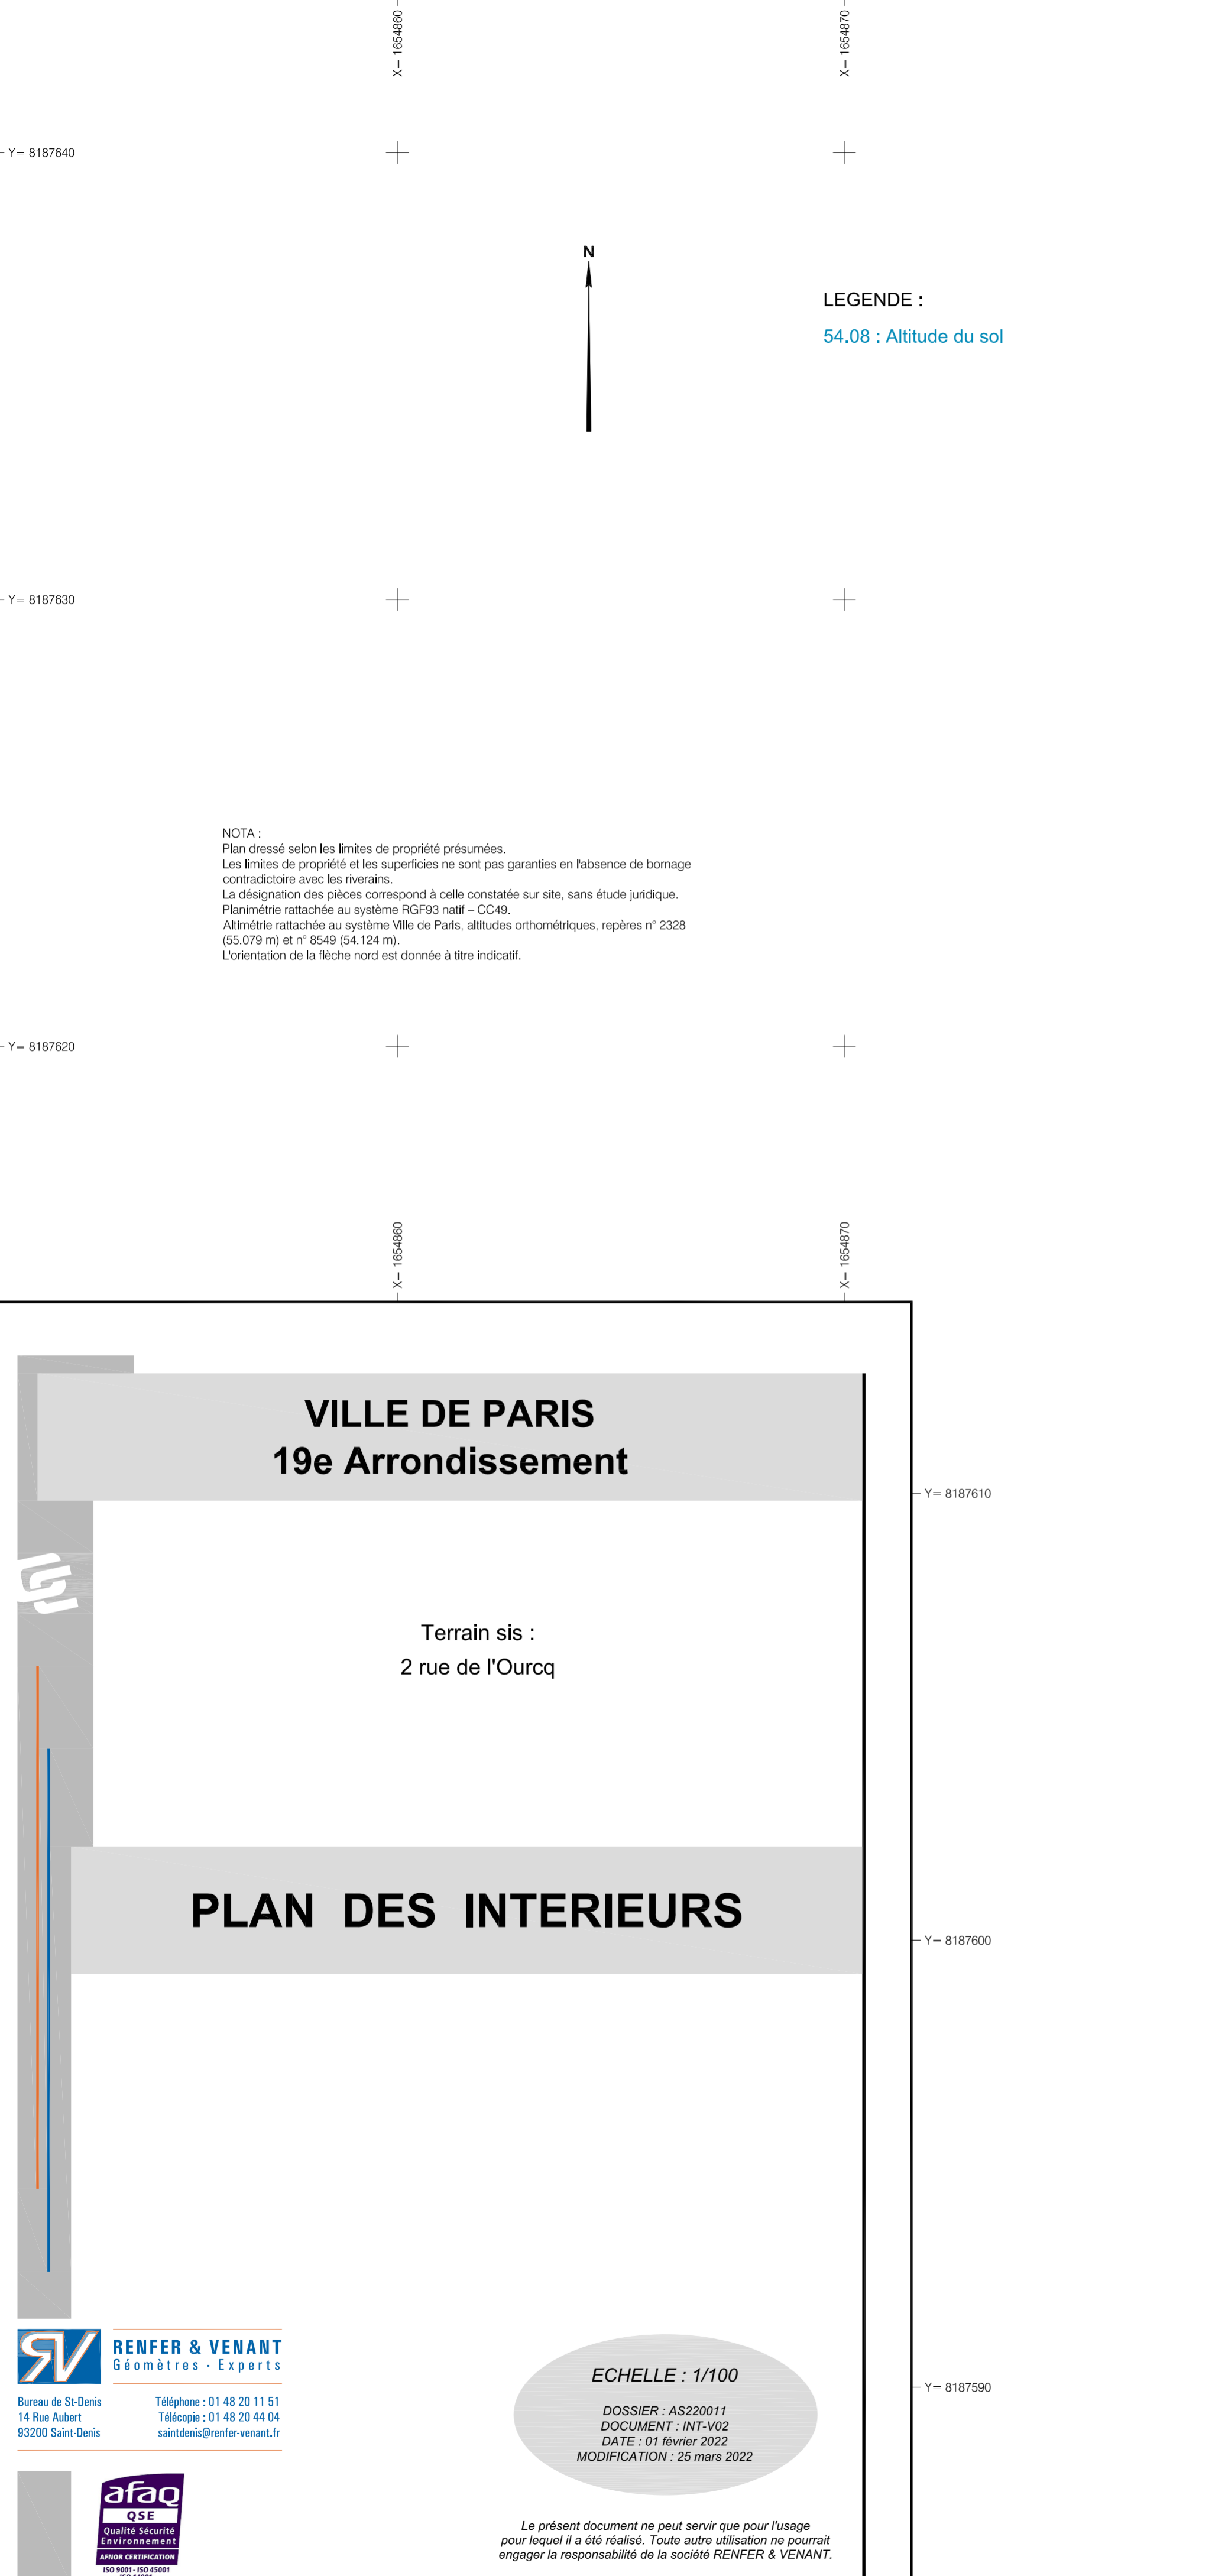 X= 1654860
X= 1654870
Y= 8187640
N
LEGENDE :
54.08 : Altitude du sol
Y= 8187630
NOTA :
Plan dressé selon les limites de propriété présumées.
Les limites de propriété et les superficies ne sont pas garanties en l'absence de bornage
contradictoire avec les riverains.
La désignation des pièces correspond à celle constatée sur site, sans étude juridique.
Planimétrie rattachée au système RGF93 natif – CC49.
Altimétrie rattachée au système Ville de Paris, altitudes orthométriques, repères n° 2328
(55.079 m) et n° 8549 (54.124 m).
L'orientation de la flèche nord est donnée à titre indicatif.
Y= 8187620
X= 1654860
X= 1654870
VILLE DE PARIS
19e Arrondissement
Y= 8187610
Terrain sis :
2 rue de l'Ourcq
PLAN DES INTERIEURS
Y= 8187600
RV
RENFER & VENANT
Géomètres - Experts
Bureau de St-Denis
14 Rue Aubert
93200 Saint-Denis
Téléphone : 01 48 20 11 51
Télécopie : 01 48 20 44 04
saintdenis@renfer-venant.fr
ECHELLE : 1/100
Y= 8187590
DOSSIER : AS220011
DOCUMENT : INT-V02
DATE : 01 février 2022
MODIFICATION : 25 mars 2022
afaq
QSE
Qualité Sécurité
Environnement
AFNOR CERTIFICATION
ISO 9001 - ISO 45001
Le présent document ne peut servir que pour l'usage
pour lequel il a été réalisé. Toute autre utilisation ne pourrait
engager la responsabilité de la société RENFER & VENANT.